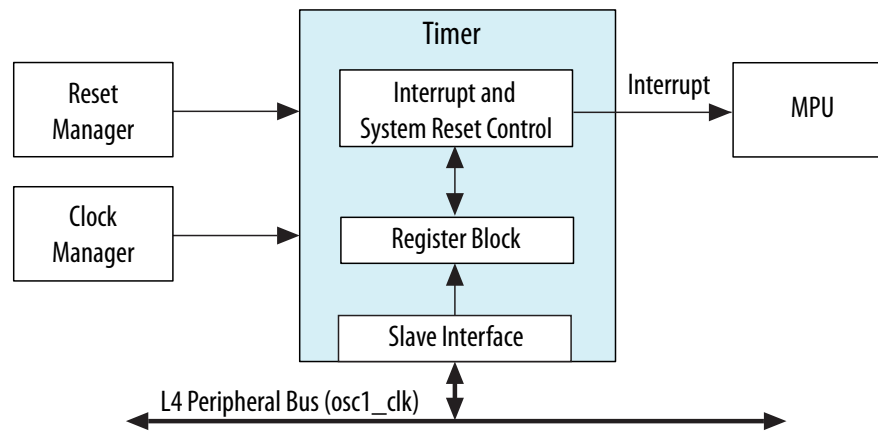 Timer
Reset
Manager
Interrupt and
System Reset Control
Interrupt
MPU
Clock
Manager
Register Block
Slave Interface
L4 Peripheral Bus (osc1_clk)